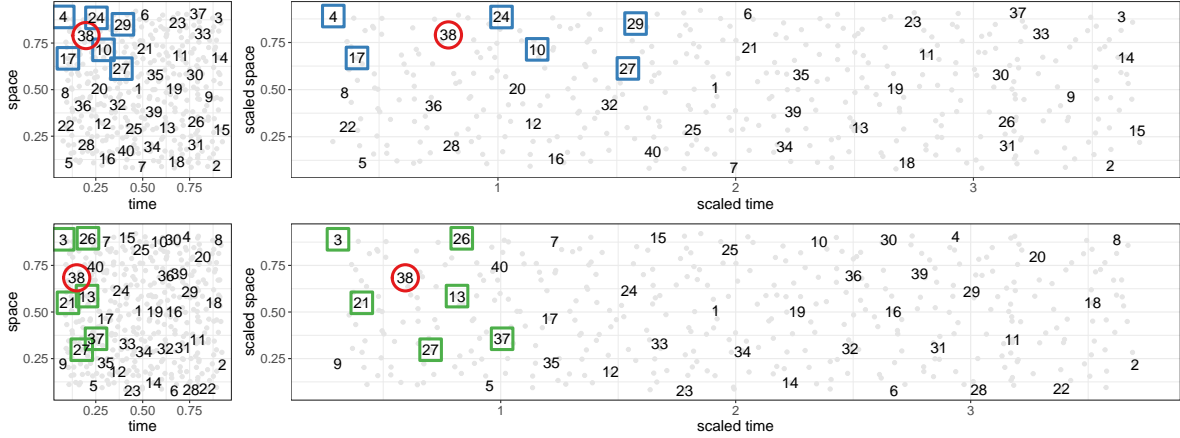 space
0.75
0.50
0.25
4 24 29 6 23 37 3
38 33
17 10 21 11 14
27 35 30
8 20 1 19 9
36 32 39
22 12 25 13 26 15
28 40 34 31
5 16 7 18 2
0.25 0.50 0.75
time
scaled space
0.75
0.50
0.25
4 24 29 6 23 37 3
38 33
17 10 21 11 14
27 35 30
8 20 1 19 9
36 32 39
22 12 25 13 26 15
28 40 34 31
5 16 7 18 2
1 2 3
scaled time
space
0.75
0.50
0.25
3 26 7 15 10 30 4 8
25 20
38 40 36 39
21 13 24 29 18
17 1 19 16
27 37 33 34 32 31 11
9 35 12 2
5 23 14 6 28 22
0.25 0.50 0.75
time
scaled space
0.75
0.50
0.25
3 26 7 15 10 30 4 8
25 20
38 40 36 39
21 13 24 29 18
17 1 19 16
27 37 33 34 32 31 11
9 35 12 2
5 23 14 6 28 22
1 2 3
scaled time